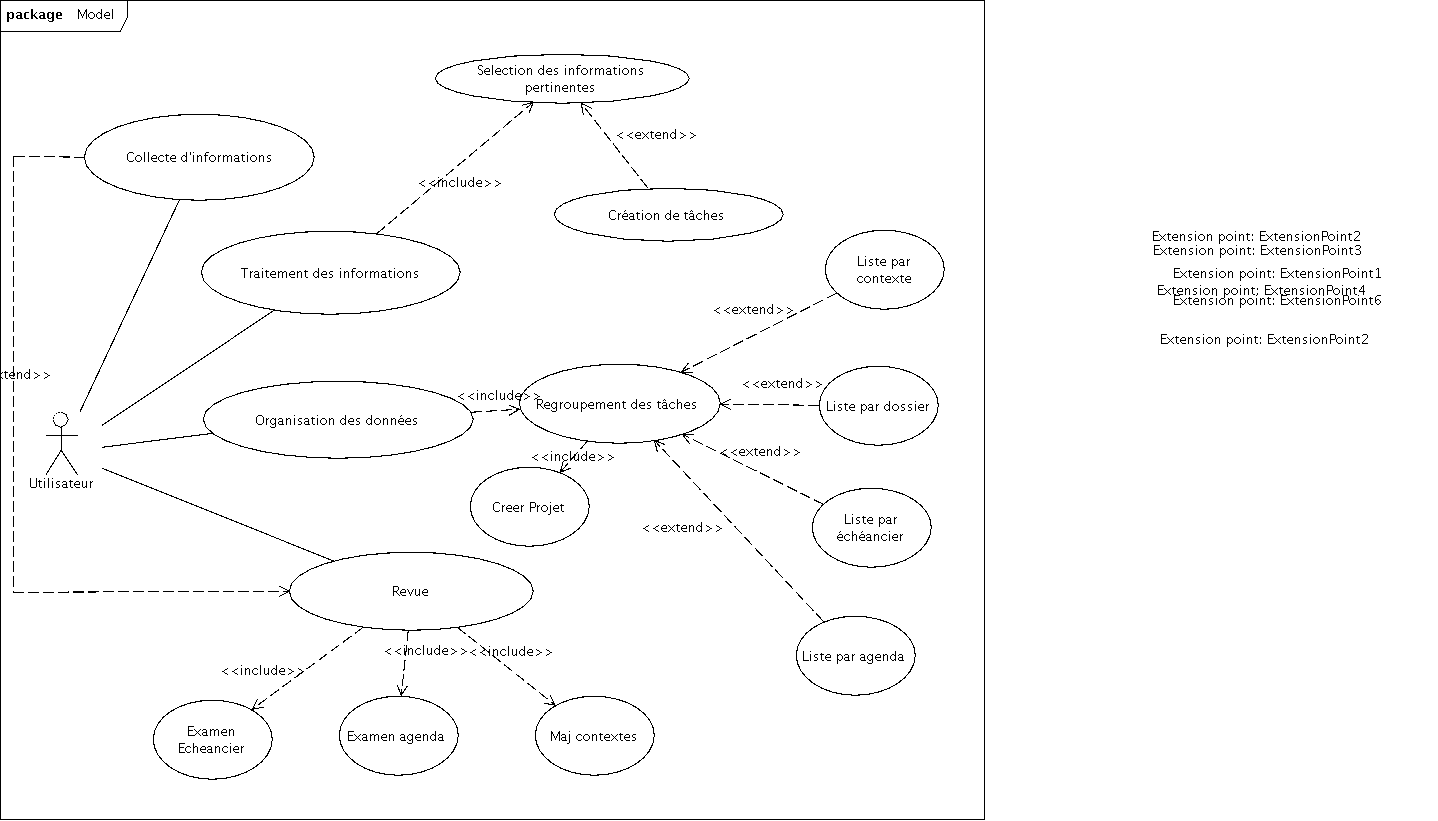 package Model
Selection des informations
pertinentes
<<extend>>
Collecte d'informations
<<include>>
Création de tâches
Extension point: ExtensionPoint2
Extension point: ExtensionPoint3
Liste par
contexte
Traitement des informations
Extension point: ExtensionPoint1
Extension point: ExtensionPoint4
Extension point: ExtensionPoint6
<<extend>>
Extension point: ExtensionPoint2
tend>>
<<extend>>
<<include>>
Regroupement des tâches
Liste par dossier
Organisation des données
<<extend>>
<<include>>
Utilisateur
Creer Projet
Liste par
échéancier
<<extend>>
Revue
<<include>>
<<include>>
<<include>>
Liste par agenda
Examen
Echeancier
Examen agenda
Maj contextes